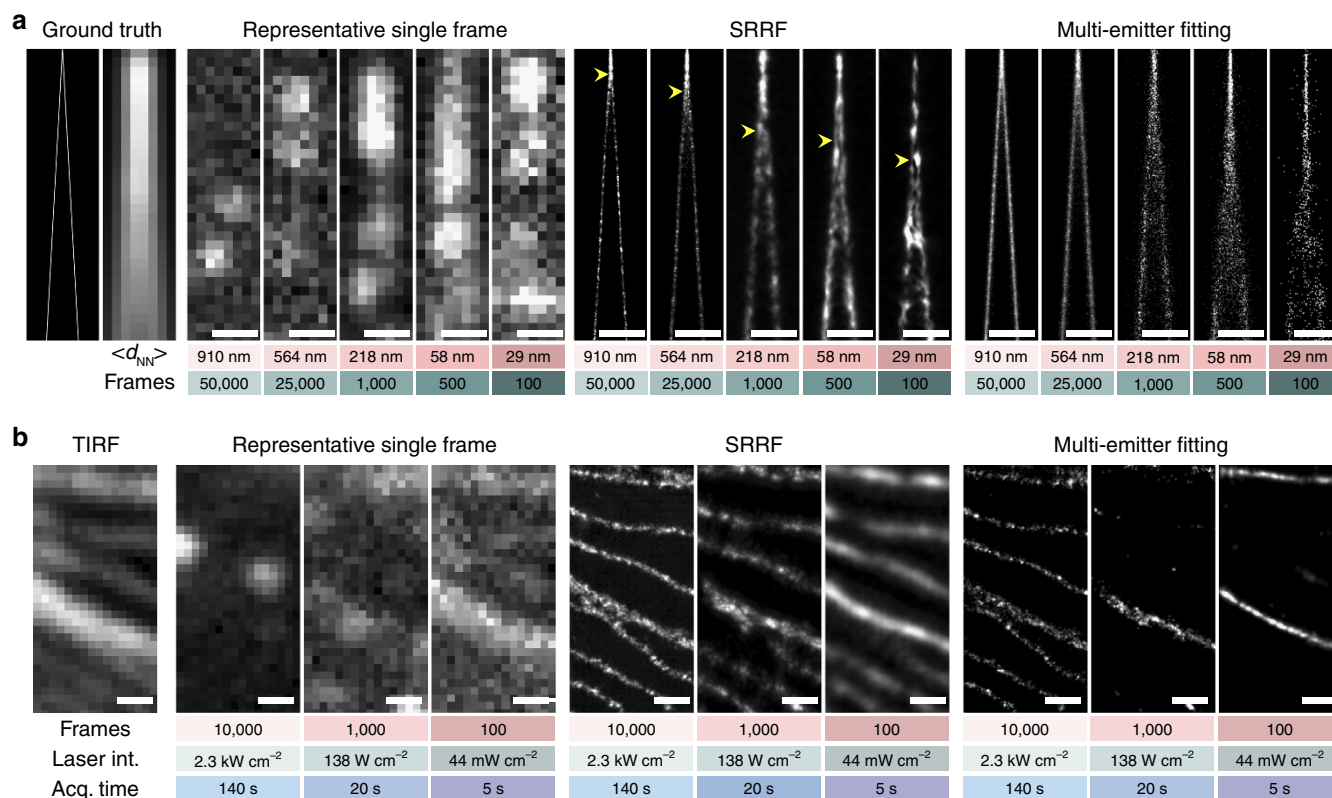 a
Ground truth
Representative single frame
SRRF
Multi-emitter fitting
<d_NN>
910 nm 564 nm 218 nm 58 nm 29 nm
910 nm 564 nm 218 nm 58 nm 29 nm
910 nm 564 nm 218 nm 58 nm 29 nm
Frames
50,000 25,000 1,000 500 100
50,000 25,000 1,000 500 100
50,000 25,000 1,000 500 100
b
TIRF
Representative single frame
SRRF
Multi-emitter fitting
Frames
10,000 1,000 100
10,000 1,000 100
10,000 1,000 100
Laser int.
2.3 kW cm⁻² 138 W cm⁻² 44 mW cm⁻²
2.3 kW cm⁻² 138 W cm⁻² 44 mW cm⁻²
2.3 kW cm⁻² 138 W cm⁻² 44 mW cm⁻²
Acq. time
140 s 20 s 5 s
140 s 20 s 5 s
140 s 20 s 5 s